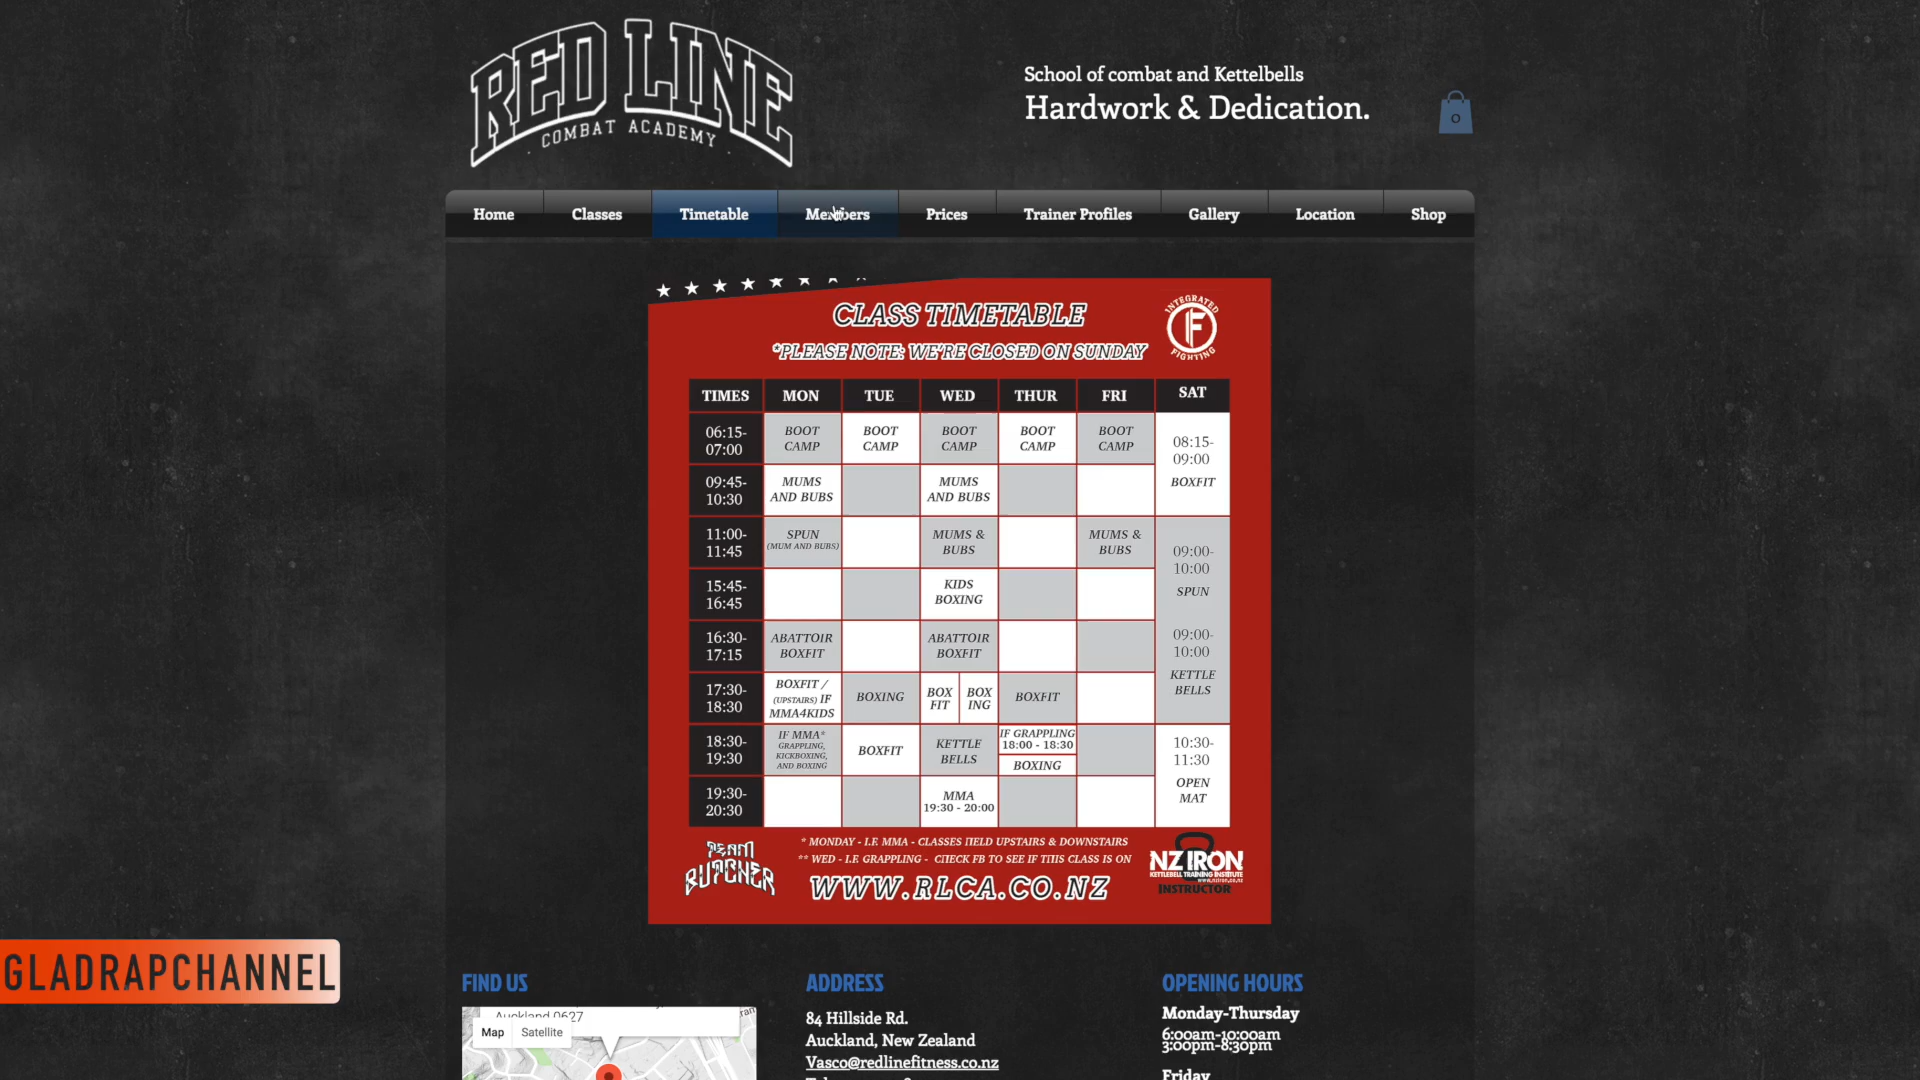 RED LINE
COMBAT ACADEMY
School of combat and Kettelbells
Hardwork & Dedication.
0
Home Classes Timetable Members Prices Trainer Profiles Gallery Location Shop
CLASS TIMETABLE
*PLEASE NOTE: WE'RE CLOSED ON SUNDAY
INTEGRATED
F
FIGHTING
TIMES MON TUE WED THUR FRI SAT
06:15-
07:00
BOOT
CAMP
BOOT
CAMP
BOOT
CAMP
BOOT
CAMP
BOOT
CAMP
08:15-
09:00
BOXFIT
09:45-
10:30
MUMS
AND BUBS
MUMS
AND BUBS
11:00-
11:45
SPUN
(MUM AND BUBS)
MUMS &
BUBS
MUMS &
BUBS
09:00-
10:00
SPUN
15:45-
16:45
KIDS
BOXING
16:30-
17:15
ABATTOIR
BOXFIT
ABATTOIR
BOXFIT
09:00-
10:00
KETTLE
BELLS
17:30-
18:30
BOXFIT /
(UPSTAIRS) IF
MMA4KIDS
BOXING
BOX
FIT
BOX
ING
BOXFIT
18:30-
19:30
IF MMA*
GRAPPLING,
KICKBOXING,
AND BOXING
BOXFIT
KETTLE
BELLS
IF GRAPPLING
18:00 - 18:30
BOXING
10:30-
11:30
OPEN
MAT
19:30-
20:30
MMA
19:30 - 20:00
* MONDAY - I.F. MMA - CLASSES HELD UPSTAIRS & DOWNSTAIRS
** WED - I.F. GRAPPLING - CHECK FB TO SEE IF THIS CLASS IS ON
TEAM
BUTCHER
WWW.RLCA.CO.NZ
NZ IRON
KETTLEBELL TRAINING INSTITUTE
www.nziron.co.nz
INSTRUCTOR
GLADRAPCHANNEL
FIND US
Auckland 0627
Map Satellite
ADDRESS
84 Hillside Rd.
Auckland, New Zealand
Vasco@redlinefitness.co.nz
OPENING HOURS
Monday-Thursday
6:00am-10:00am
3:00pm-8:30pm
Friday